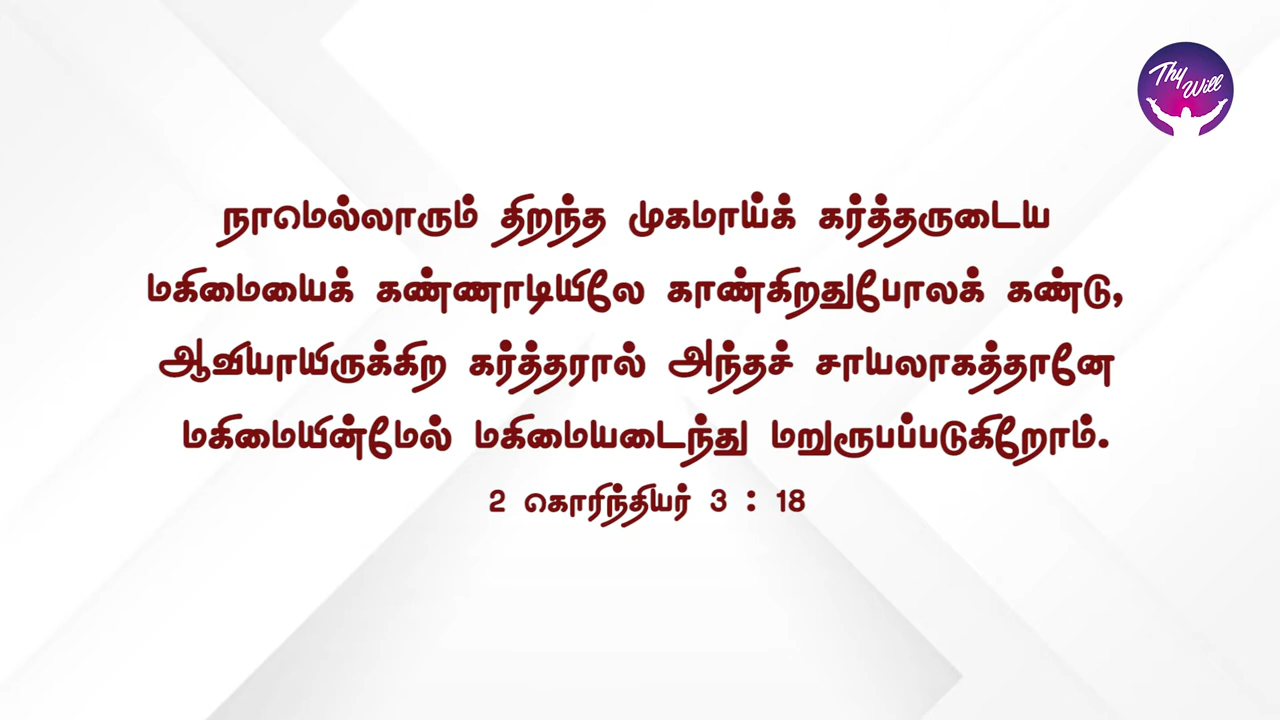 Thy Will
நாமெல்லாரும் திறந்த முகமாய்க் கர்த்தருடைய
மகிமையைக் கண்ணாடியிலே காண்கிறதுபோலக் கண்டு,
ஆவியாயிருக்கிற கர்த்தரால் அந்தச் சாயலாகத்தானே
மகிமையின்மேல் மகிமையடைந்து மறுரூபப்படுகிறோம்.
2 கொரிந்தியர் 3 : 18